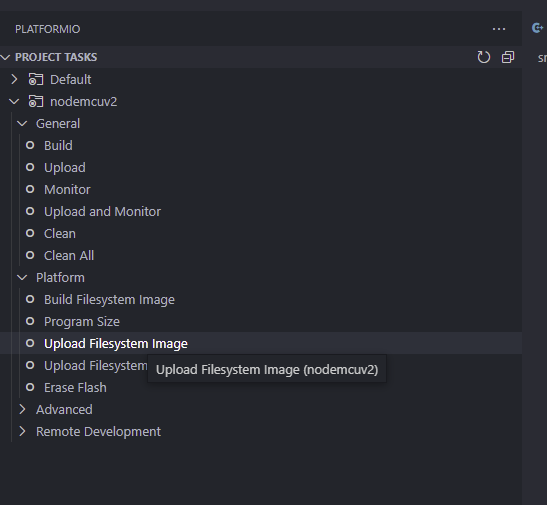 PLATFORMIO
PROJECT TASKS
Default
nodemcuv2
General
Build
Upload
Monitor
Upload and Monitor
Clean
Clean All
Platform
Build Filesystem Image
Program Size
Upload Filesystem Image
Upload Filesystem
Upload Filesystem Image (nodemcuv2)
Erase Flash
Advanced
Remote Development